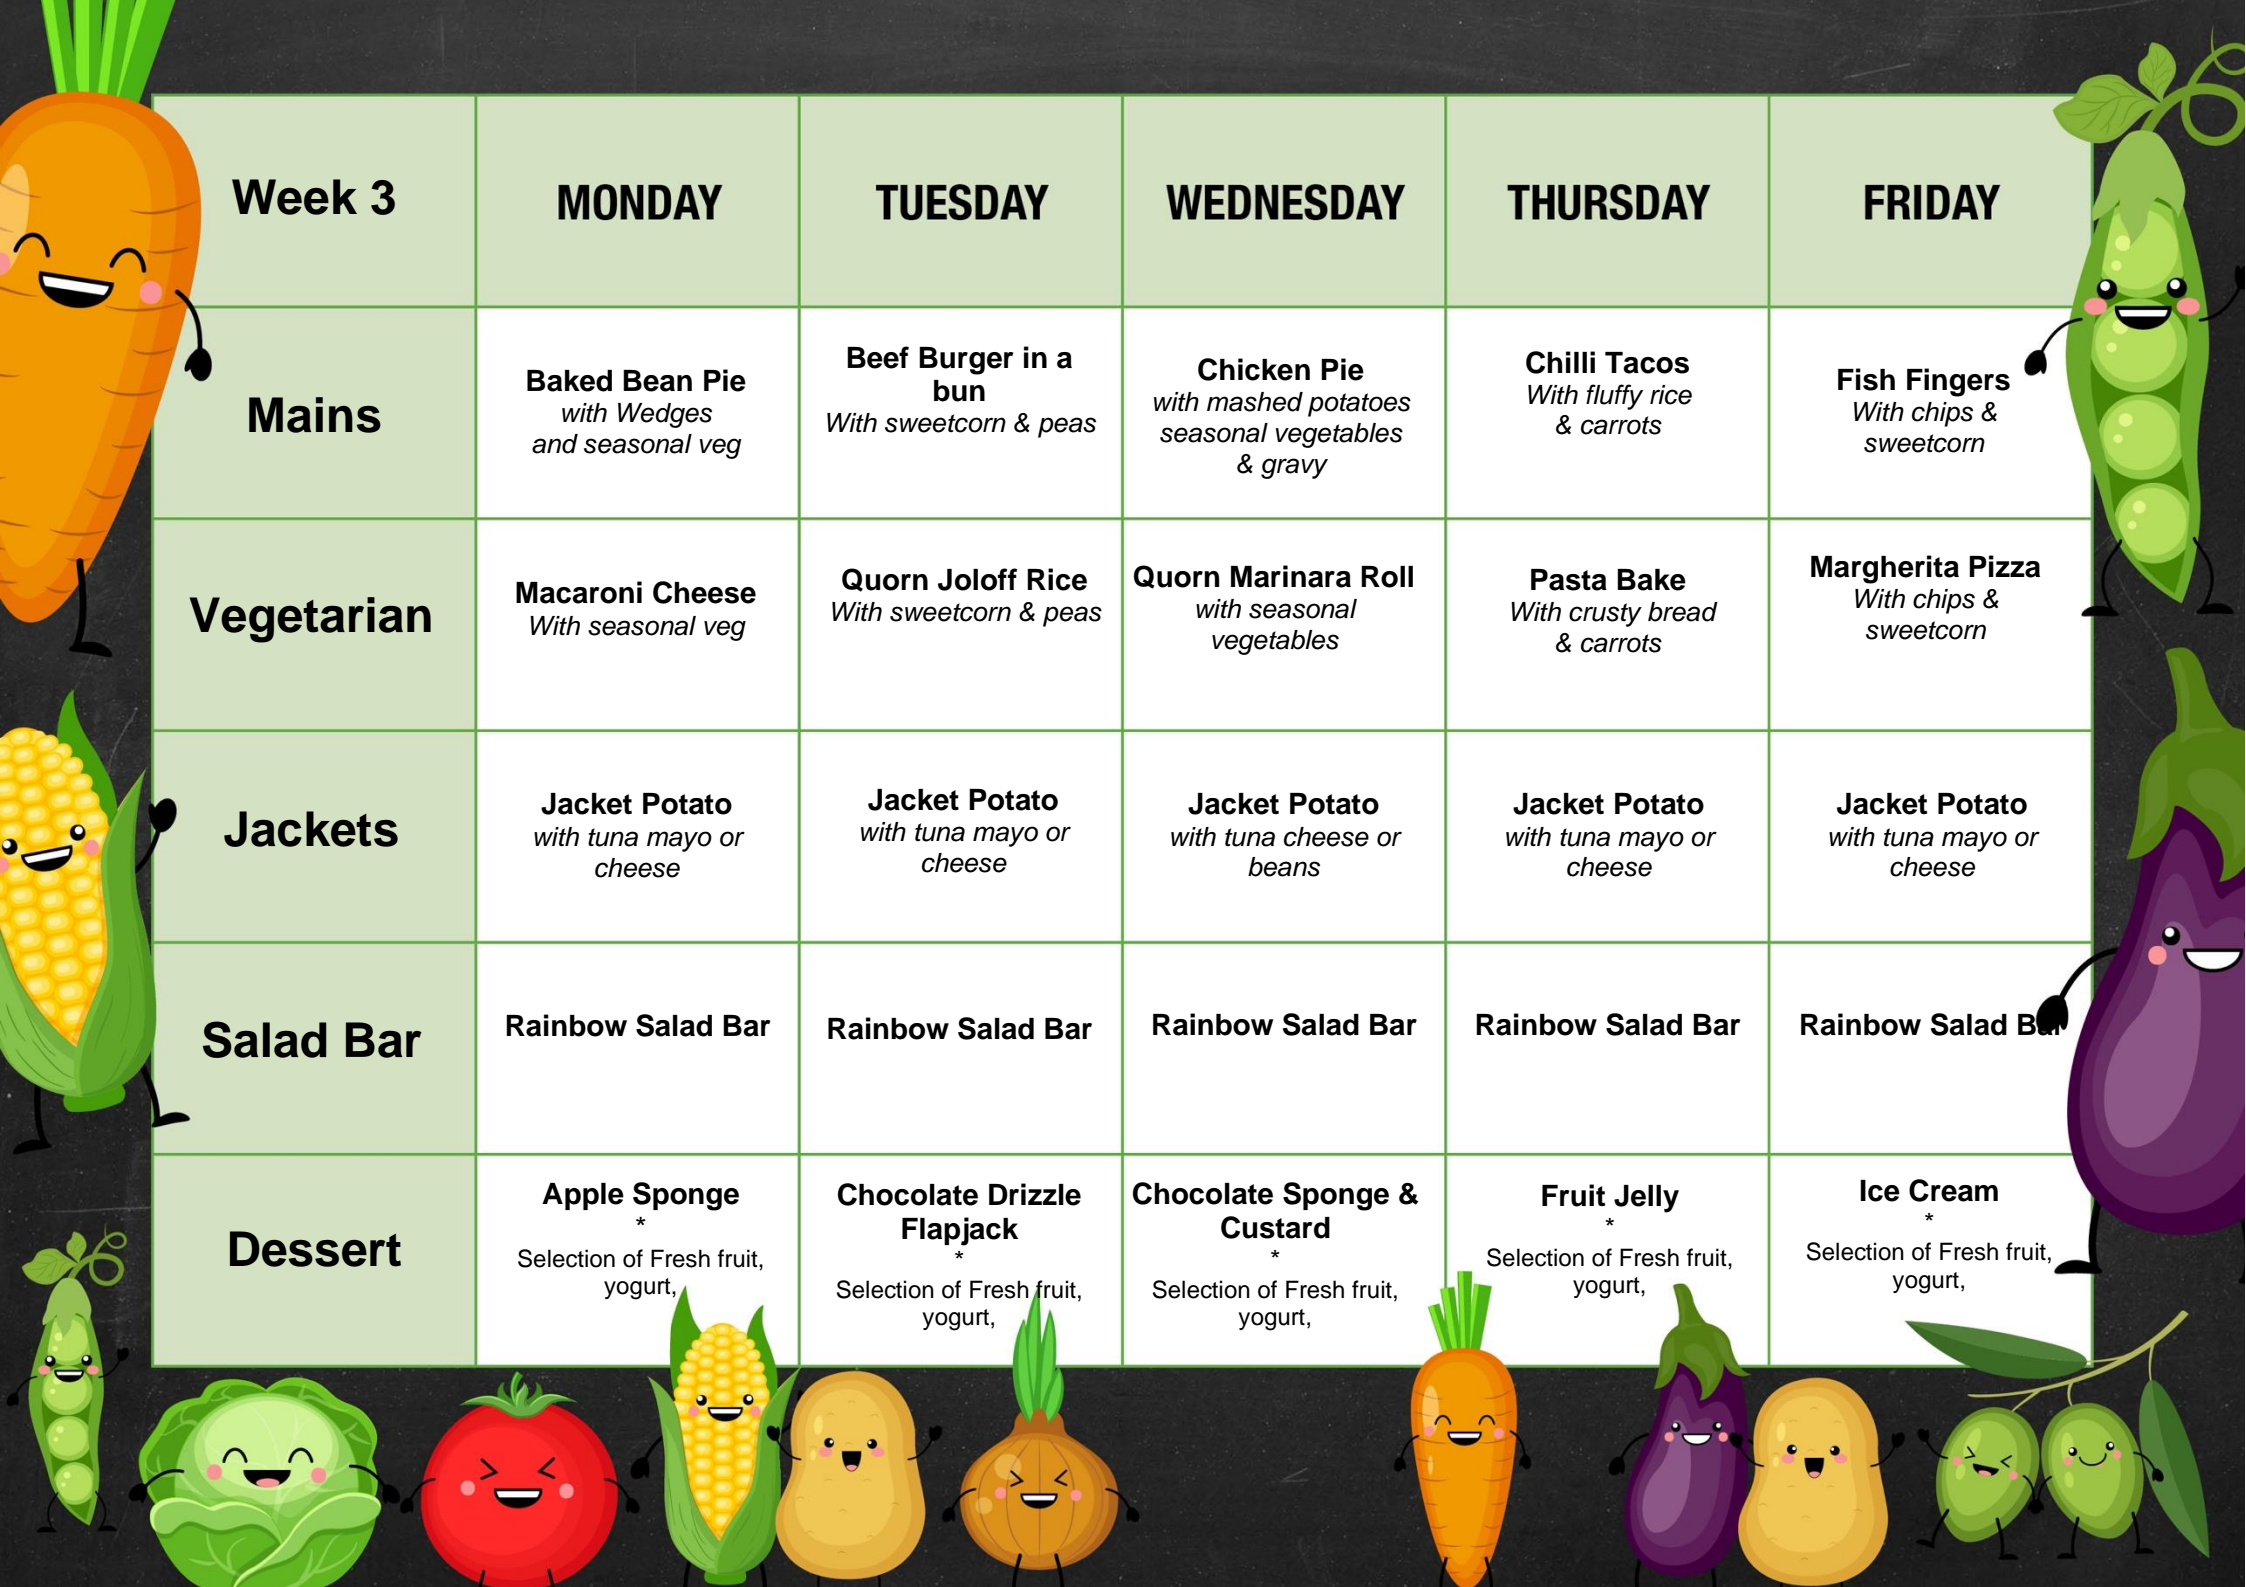 Week 3
MONDAY
TUESDAY
WEDNESDAY
THURSDAY
FRIDAY
Mains
Baked Bean Pie
with Wedges
and seasonal veg
Beef Burger in a
bun
With sweetcorn & peas
Chicken Pie
with mashed potatoes
seasonal vegetables
& gravy
Chilli Tacos
With fluffy rice
& carrots
Fish Fingers
With chips &
sweetcorn
Vegetarian
Macaroni Cheese
With seasonal veg
Quorn Joloff Rice
With sweetcorn & peas
Quorn Marinara Roll
with seasonal
vegetables
Pasta Bake
With crusty bread
& carrots
Margherita Pizza
With chips &
sweetcorn
Jackets
Jacket Potato
with tuna mayo or
cheese
Jacket Potato
with tuna mayo or
cheese
Jacket Potato
with tuna cheese or
beans
Jacket Potato
with tuna mayo or
cheese
Jacket Potato
with tuna mayo or
cheese
Salad Bar
Rainbow Salad Bar
Rainbow Salad Bar
Rainbow Salad Bar
Rainbow Salad Bar
Rainbow Salad Bar
Dessert
Apple Sponge
*
Selection of Fresh fruit,
yogurt,
Chocolate Drizzle
Flapjack
*
Selection of Fresh fruit,
yogurt,
Chocolate Sponge &
Custard
*
Selection of Fresh fruit,
yogurt,
Fruit Jelly
*
Selection of Fresh fruit,
yogurt,
Ice Cream
*
Selection of Fresh fruit,
yogurt,